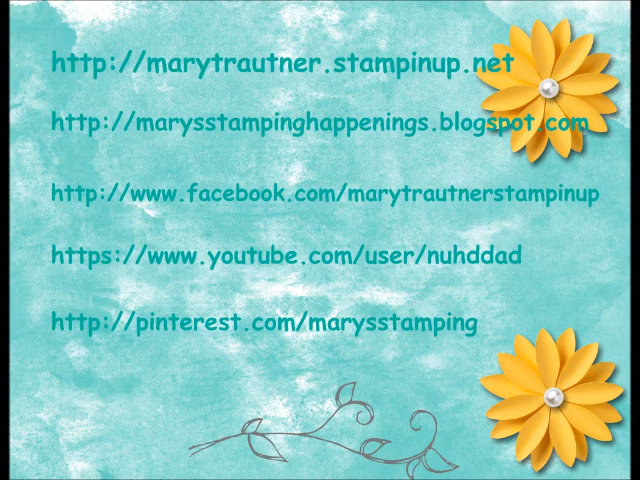 http://marytrautner.stampinup.net
http://marysstampinghappenings.blogspot.com
http://www.facebook.com/marytrautnerstampinup
https://www.youtube.com/user/nuhddad
http://pinterest.com/marysstamping